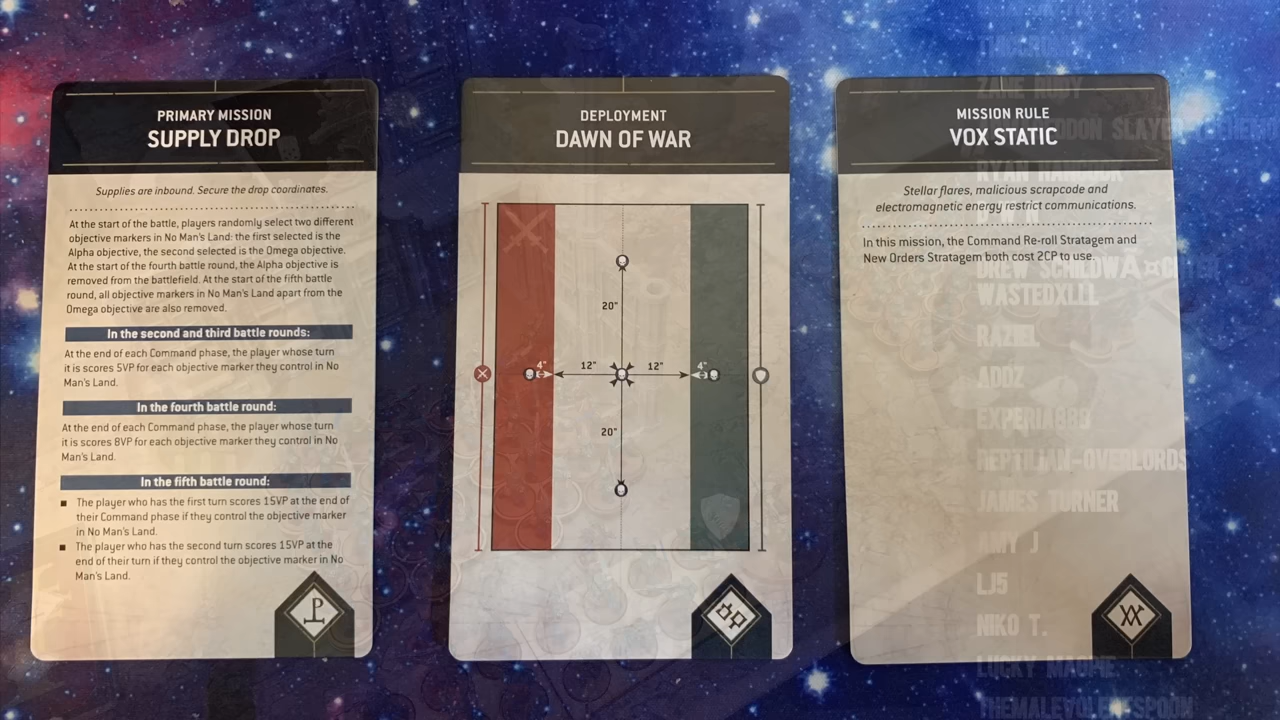 PRIMARY MISSION
SUPPLY DROP
Supplies are inbound. Secure the drop coordinates.
At the start of the battle, players randomly select two different
objective markers in No Man's Land: the first selected is the
Alpha objective, the second selected is the Omega objective.
At the start of the fourth battle round, the Alpha objective is
removed from the battlefield. At the start of the fifth battle
round, all objective markers in No Man's Land apart from the
Omega objective are also removed.
In the second and third battle rounds:
At the end of each Command phase, the player whose turn
it is scores 5VP for each objective marker they control in No
Man's Land.
In the fourth battle round:
At the end of each Command phase, the player whose turn
it is scores 8VP for each objective marker they control in No
Man's Land.
In the fifth battle round:
■ The player who has the first turn scores 15VP at the end of
their Command phase if they control the objective marker
in No Man's Land.
■ The player who has the second turn scores 15VP at the
end of their turn if they control the objective marker in No
Man's Land.
DEPLOYMENT
DAWN OF WAR
20"
4" 12" 12" 4"
20"
MISSION RULE
VOX STATIC
Stellar flares, malicious scrapcode and
electromagnetic energy restrict communications.
In this mission, the Command Re-roll Stratagem and
New Orders Stratagem both cost 2CP to use.
ZANE RUDY
SLAYER
RYAN
DREW
WASTEDXLLL
RAZIEL
ADDZ
EXPERIA989
REPTILIAN-OVERLORDS
JAMES TURNER
J
LJ5
NIKO T.
LUCKY MAGPIE
THEMALEVOLENTSPOON